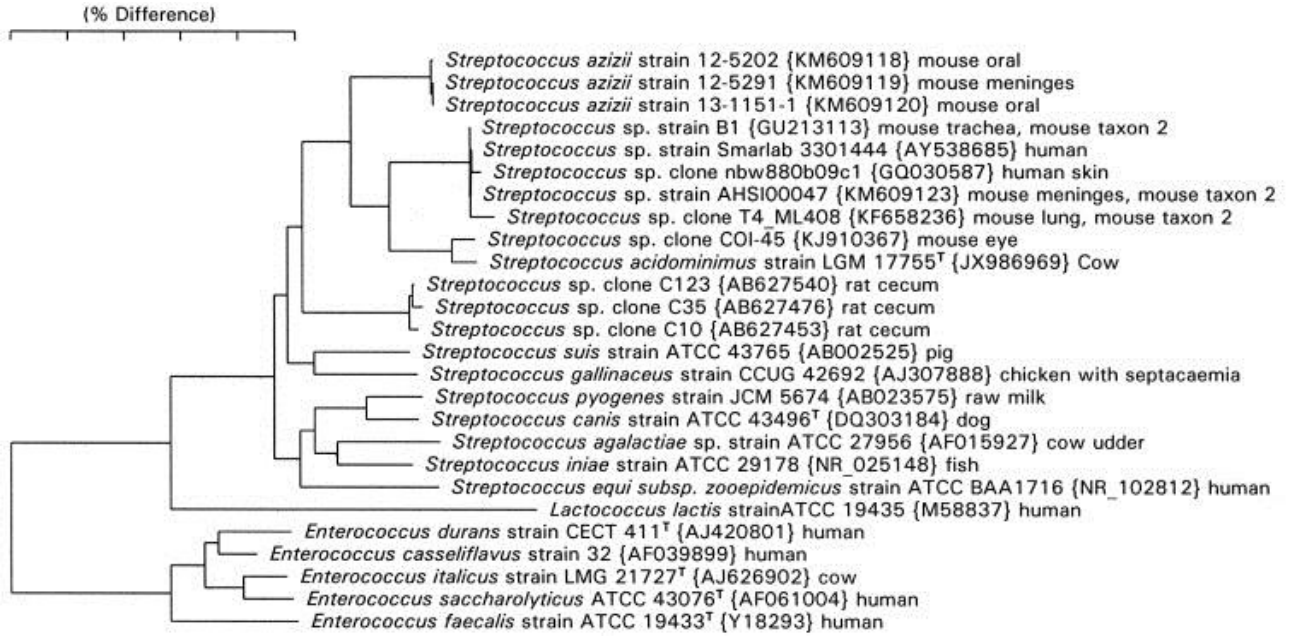 (% Difference)
Streptococcus azizii strain 12-5202 {KM609118} mouse oral
Streptococcus azizii strain 12-5291 {KM609119} mouse meninges
Streptococcus azizii strain 13-1151-1 {KM609120} mouse oral
Streptococcus sp. strain B1 {GU213113} mouse trachea, mouse taxon 2
Streptococcus sp. strain Smarlab 3301444 {AY538685} human
Streptococcus sp. clone nbw880b09c1 {GQ030587} human skin
Streptococcus sp. strain AHSI00047 {KM609123} mouse meninges, mouse taxon 2
Streptococcus sp. clone T4_ML408 {KF658236} mouse lung, mouse taxon 2
Streptococcus sp. clone COI-45 {KJ910367} mouse eye
Streptococcus acidominimus strain LGM 17755ᵀ {JX986969} Cow
Streptococcus sp. clone C123 {AB627540} rat cecum
Streptococcus sp. clone C35 {AB627476} rat cecum
Streptococcus sp. clone C10 {AB627453} rat cecum
Streptococcus suis strain ATCC 43765 {AB002525} pig
Streptococcus gallinaceus strain CCUG 42692 {AJ307888} chicken with septacaemia
Streptococcus pyogenes strain JCM 5674 {AB023575} raw milk
Streptococcus canis strain ATCC 43496ᵀ {DQ303184} dog
Streptococcus agalactiae sp. strain ATCC 27956 {AF015927} cow udder
Streptococcus iniae strain ATCC 29178 {NR_025148} fish
Streptococcus equi subsp. zooepidemicus strain ATCC BAA1716 {NR_102812} human
Lactococcus lactis strainATCC 19435 {M58837} human
Enterococcus durans strain CECT 411ᵀ {AJ420801} human
Enterococcus casseliflavus strain 32 {AF039899} human
Enterococcus italicus strain LMG 21727ᵀ {AJ626902} cow
Enterococcus saccharolyticus ATCC 43076ᵀ {AF061004} human
Enterococcus faecalis strain ATCC 19433ᵀ {Y18293} human